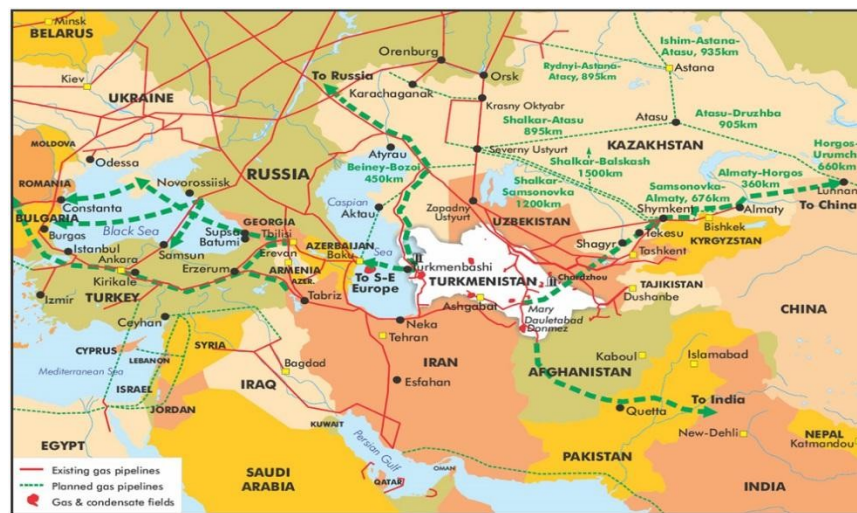 Minsk
BELARUS
Kiev
UKRAINE
MOLDOVA
Odessa
ROMANIA
Constanta
BULGARIA
Burgas
Istanbul
Black Sea
Novorossiisk
RUSSIA
To Russia
Orenburg
Karachaganak
Orsk
Krasny Oktyabr
Ishim-Astana-
Atasu, 935km
Rydnyi-Astana-
Atacy, 895km
Astana
Shalkar-Atasu
895km
Atasu
Atasu-Druzhba
905km
KAZAKHSTAN
Severny Ustyurt
Atyrau
Beiney-Bozoi
450km
Shalkar-Balskash
1500km
Shalkar-
Samsonovka
1200km
Samsonovka-
Almaty, 676km
Almaty-Horgos
360km
Horgos-
Urumchi
660km
Lunnan
To China
Caspian
Sea
Aktau
Zapadny
Ustyurt
UZBEKISTAN
Shymkent
Tekesu
Shagyr
Almaty
Bishkek
KYRGYZSTAN
Tashkent
Supsa
Batumi
GEORGIA
Tbilisi
Erevan
ARMENIA
AZER.
AZERBAIJAN
Baku
To S-E
Europe
Turkmenbashi
TURKMENISTAN
Chardzhou
Ashgabat
Mary
Dauletabad
Donmez
TAJIKISTAN
Dushanbe
CHINA
Ankara
Kirikale
Samsun
Erzerum
Izmir
TURKEY
Tabriz
Ceyhan
Neka
Tehran
CYPRUS
LEBANON
SYRIA
Mediterranean Sea
ISRAEL
JORDAN
Bagdad
IRAQ
IRAN
Esfahan
AFGHANISTAN
Kaboul
Islamabad
To India
Quetta
New-Dehli
PAKISTAN
NEPAL
Katmandou
INDIA
EGYPT
SAUDI
ARABIA
KUWAIT
Persian Gulf
QATAR
OMAN
Existing gas pipelines
Planned gas pipelines
Gas & condensate fields